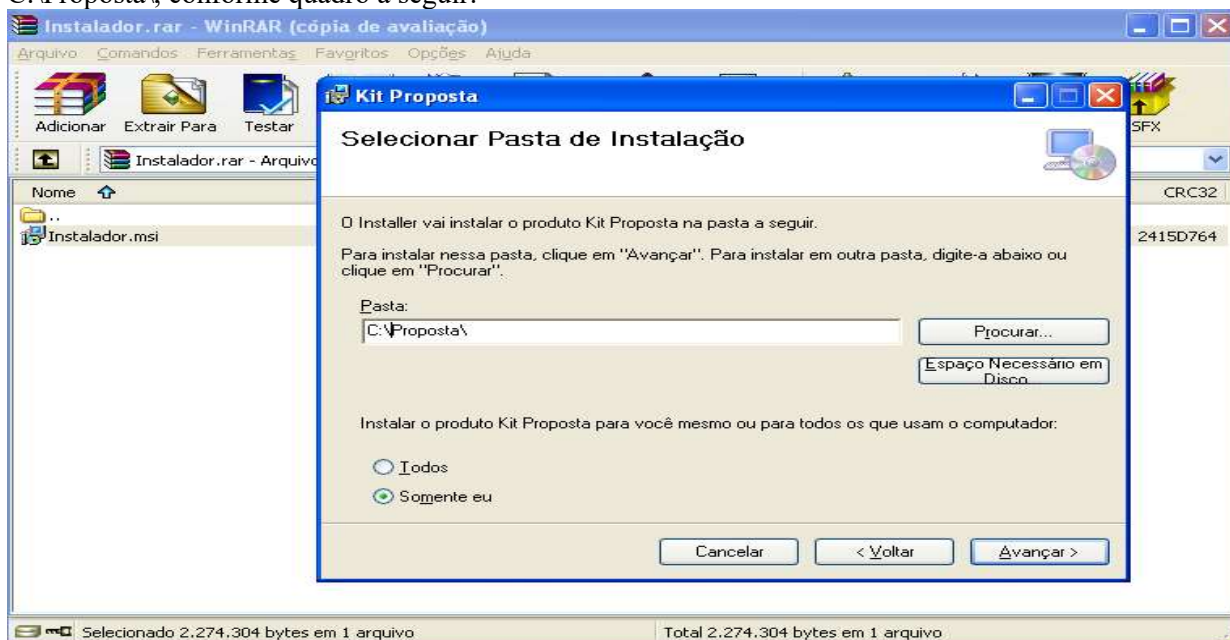 C:\Proposta\, conforme quadro a seguir:
Instalador.rar - WinRAR (cópia de avaliação)
Arquivo Comandos Ferramentas Favoritos Opções Ajuda
Adicionar Extrair Para Testar SFX
Instalador.rar - Arquivo
Nome CRC32
..
Instalador.msi 2415D764
Kit Proposta
Selecionar Pasta de Instalação
O Installer vai instalar o produto Kit Proposta na pasta a seguir.
Para instalar nessa pasta, clique em "Avançar". Para instalar em outra pasta, digite-a abaixo ou
clique em "Procurar".
Pasta:
C:\Proposta\
Procurar...
Espaço Necessário em
Disco...
Instalar o produto Kit Proposta para você mesmo ou para todos os que usam o computador:
Todos
Somente eu
Cancelar < Voltar Avançar >
Selecionado 2.274.304 bytes em 1 arquivo Total 2.274.304 bytes em 1 arquivo